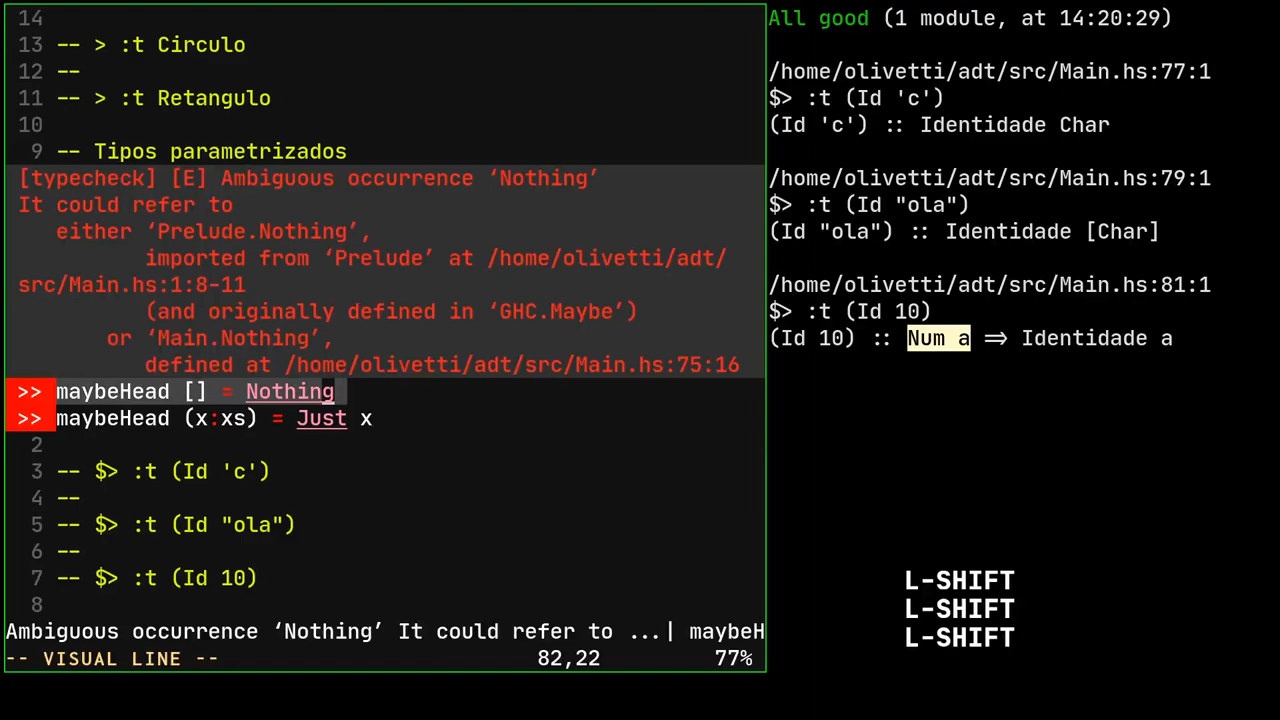 14
13 -- > :t Circulo
12 --
11 -- > :t Retangulo
10
9 -- Tipos parametrizados
[typecheck] [E] Ambiguous occurrence ‘Nothing’
It could refer to
either ‘Prelude.Nothing’,
imported from ‘Prelude’ at /home/olivetti/adt/
src/Main.hs:1:8-11
(and originally defined in ‘GHC.Maybe’)
or ‘Main.Nothing’,
defined at /home/olivetti/adt/src/Main.hs:75:16
>> maybeHead [] = Nothing
>> maybeHead (x:xs) = Just x
2
3 -- $> :t (Id 'c')
4 --
5 -- $> :t (Id "ola")
6 --
7 -- $> :t (Id 10)
8
Ambiguous occurrence ‘Nothing’ It could refer to ...| maybeH
-- VISUAL LINE -- 82,22 77%
All good (1 module, at 14:20:29)
/home/olivetti/adt/src/Main.hs:77:1
$> :t (Id 'c')
(Id 'c') :: Identidade Char
/home/olivetti/adt/src/Main.hs:79:1
$> :t (Id "ola")
(Id "ola") :: Identidade [Char]
/home/olivetti/adt/src/Main.hs:81:1
$> :t (Id 10)
(Id 10) :: Num a => Identidade a
L-SHIFT
L-SHIFT
L-SHIFT